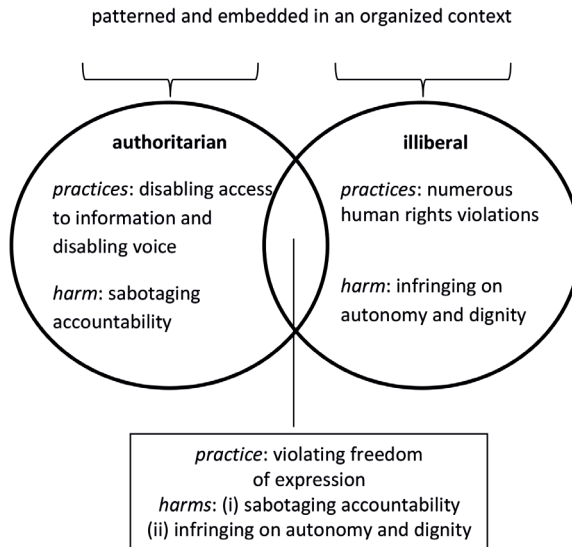 patterned and embedded in an organized context
authoritarian
practices: disabling access
to information and
disabling voice
harm: sabotaging
accountability
illiberal
practices: numerous
human rights violations
harm: infringing on
autonomy and dignity
practice: violating freedom
of expression
harms: (i) sabotaging accountability
(ii) infringing on autonomy and dignity